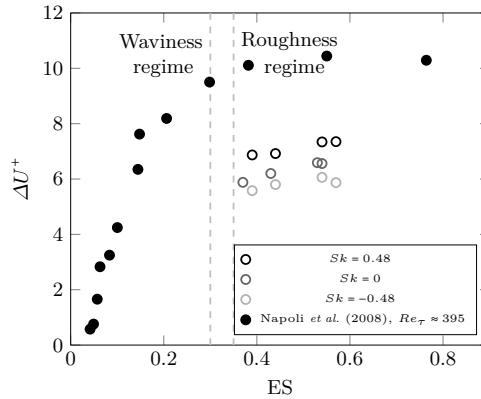 12
10
8
6
4
2
0
ΔU⁺
Waviness
regime
Roughness
regime
Sk = 0.48
Sk = 0
Sk = −0.48
Napoli et al. (2008), Reτ ≈ 395
0
0.2
0.4
0.6
0.8
ES